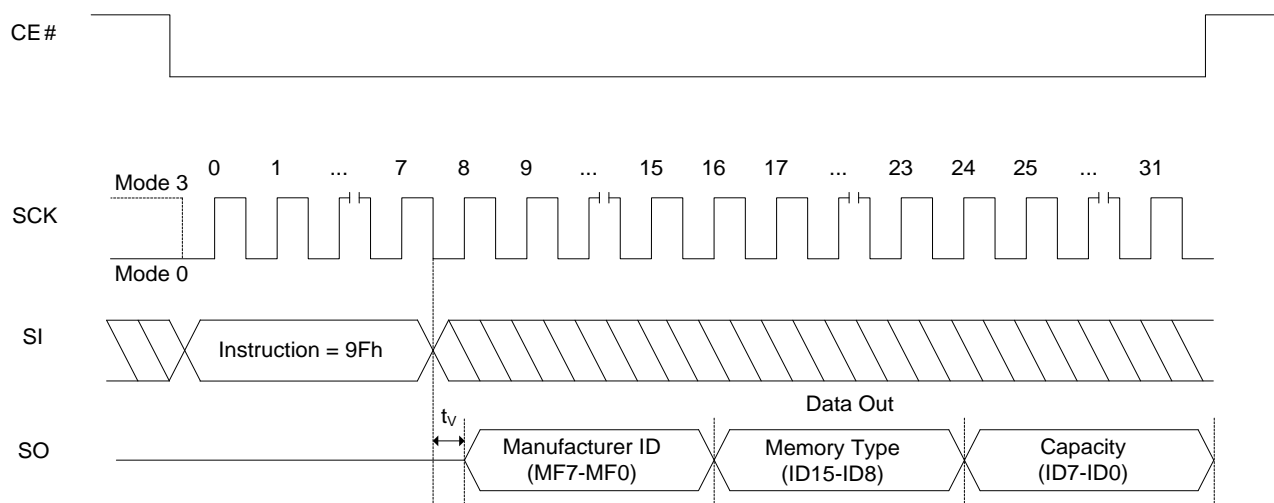 CE#
0 1 ... 7 8 9 ... 15 16 17 ... 23 24 25 ... 31
Mode 3
SCK
Mode 0
SI
Instruction = 9Fh
Data Out
tV
SO
Manufacturer ID
(MF7-MF0)
Memory Type
(ID15-ID8)
Capacity
(ID7-ID0)